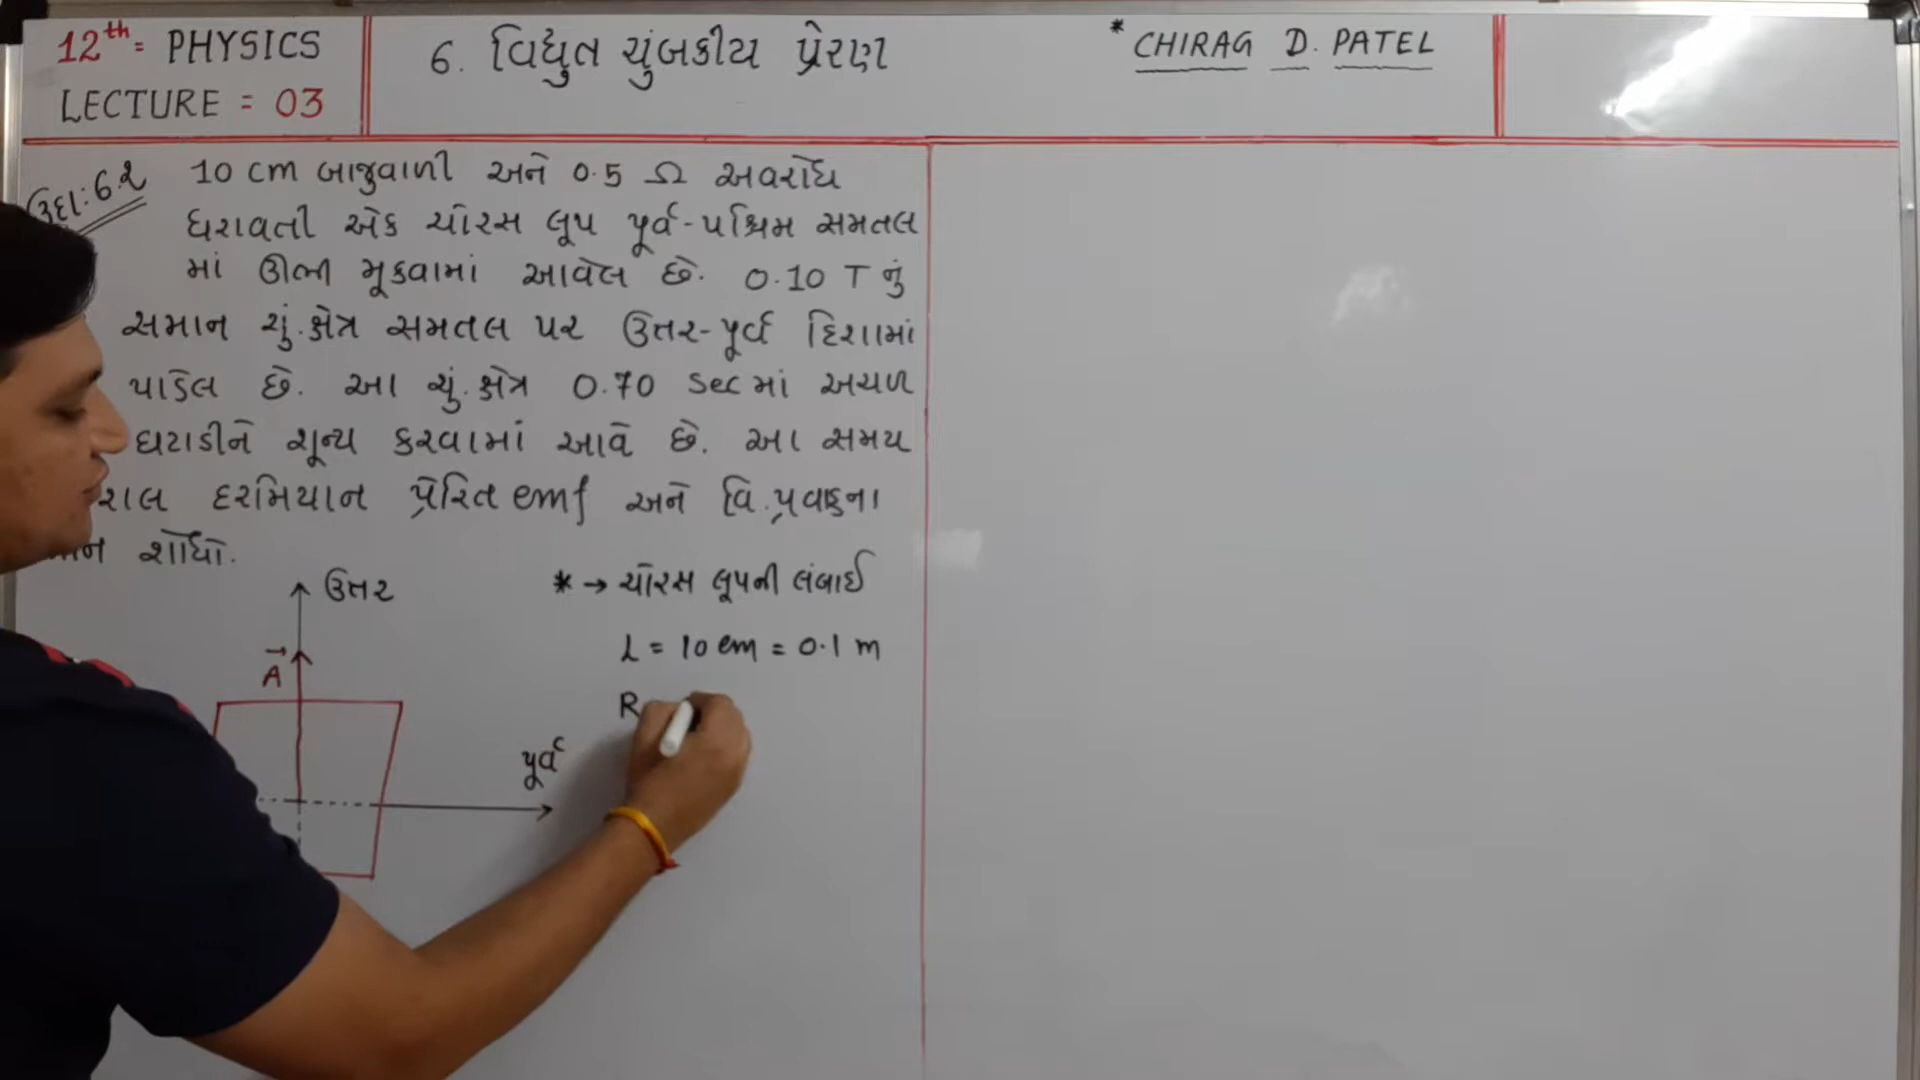 12th = PHYSICS
LECTURE = 03
6. વિદ્યુત ચુંબકીય પ્રેરણ
* CHIRAG D. PATEL
ઉદા: 6.2
10 cm બાજુવાળી અને 0.5 Ω અવરોધ
ધરાવતી એક ચોરસ લૂપ પૂર્વ-પશ્ચિમ સમતલ
માં ઊભી મૂકવામાં આવેલ છે. 0.10 T નું
સમાન ચું.ક્ષેત્ર સમતલ પર ઉત્તર-પૂર્વ દિશામાં
પાડેલ છે. આ ચું.ક્ષેત્ર 0.70 sec માં અચળ
ઘટાડીને શૂન્ય કરવામાં આવે છે. આ સમય
રાલ દરમિયાન પ્રેરિત emf અને વિ.પ્રવાહના
શોધો.
ઉત્તર
A
પૂર્વ
* → ચોરસ લૂપની લંબાઈ
L = 10 cm = 0.1 m
R